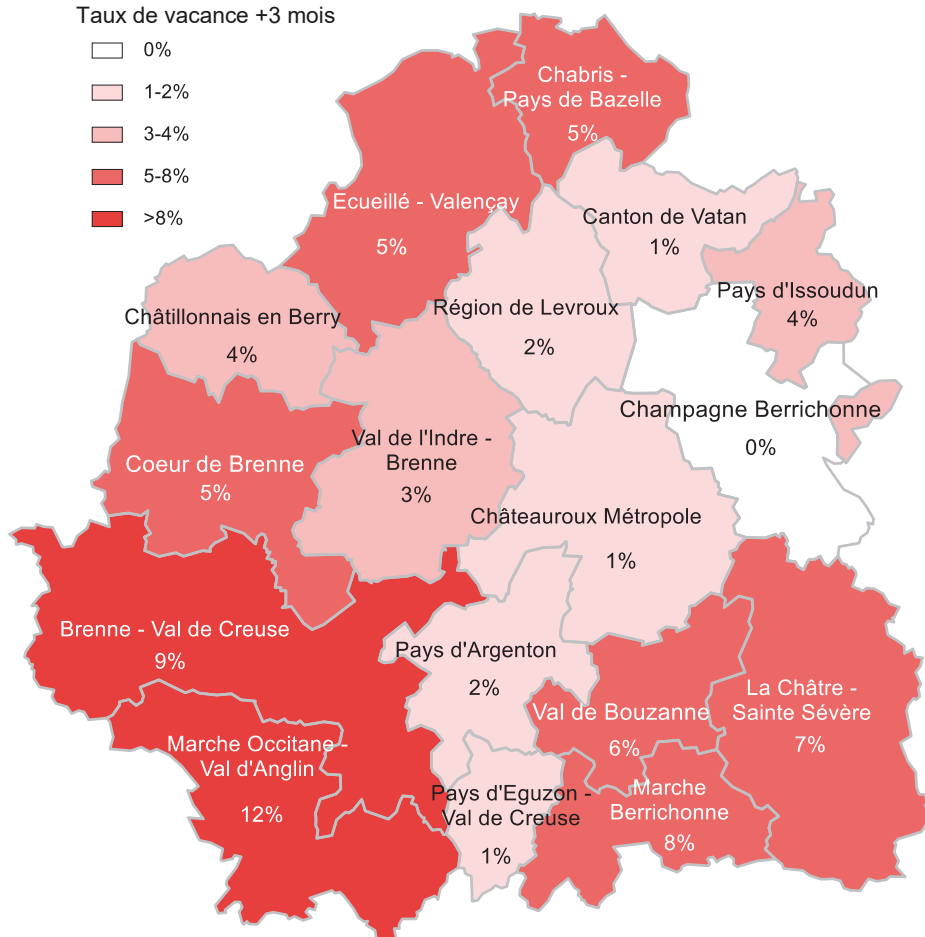 Taux de vacance +3 mois
0%
1-2%
3-4%
5-8%
>8%
Chabris -
Pays de Bazelle
5%
Ecueillé - Valençay
5%
Canton de Vatan
1%
Pays d'Issoudun
4%
Région de Levroux
2%
Châtillonnais en Berry
4%
Champagne Berrichonne
0%
Val de l'Indre -
Brenne
3%
Coeur de Brenne
5%
Châteauroux Métropole
1%
Brenne - Val de Creuse
9%
Pays d'Argenton
2%
La Châtre -
Sainte Sévère
7%
Val de Bouzanne
6%
Marche Occitane -
Val d'Anglin
12%
Pays d'Eguzon -
Val de Creuse
1%
Marche
Berrichonne
8%